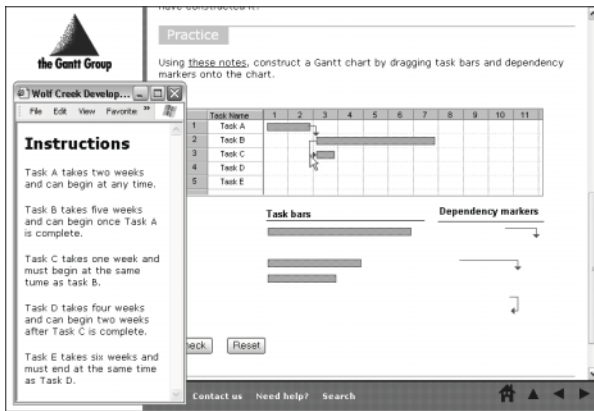 have constructed it?
Practice
the Gantt Group
Using these notes, construct a Gantt chart by dragging task bars and dependency
markers onto the chart.
Wolf Creek Develop...
File Edit View Favorites »
Instructions
Task A takes two weeks
and can begin at any time.
Task B takes five weeks
and can begin once Task A
is complete.
Task C takes one week and
must begin at the same
tume as task B.
Task D takes four weeks
and can begin two weeks
after Task C is complete.
Task E takes six weeks and
must end at the same time
as Task D.
Task Name 1 2 3 4 5 6 7 8 9 10 11
1 Task A
2 Task B
3 Task C
4 Task D
5 Task E
Task bars Dependency markers
heck Reset
Contact us Need help? Search